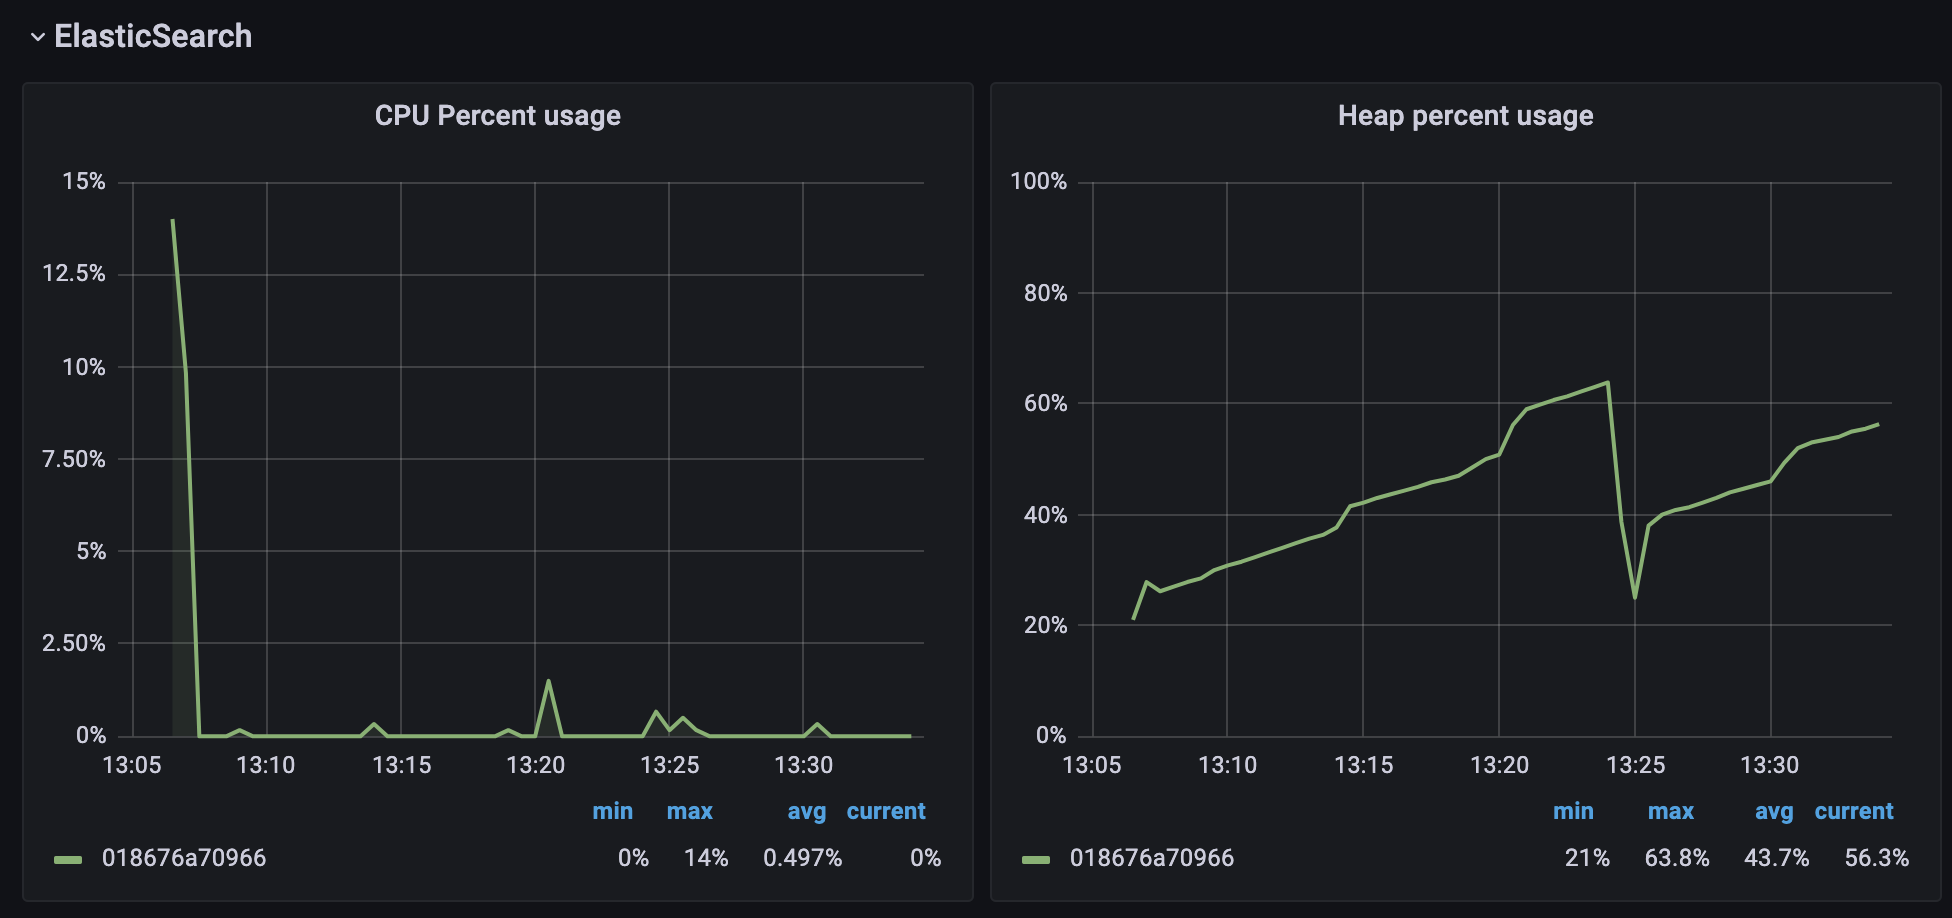 ElasticSearch
CPU Percent usage
15%
12.5%
10%
7.50%
5%
2.50%
0%
13:05 13:10 13:15 13:20 13:25 13:30
min max avg current
018676a70966 0% 14% 0.497% 0%
Heap percent usage
100%
80%
60%
40%
20%
0%
13:05 13:10 13:15 13:20 13:25 13:30
min max avg current
018676a70966 21% 63.8% 43.7% 56.3%